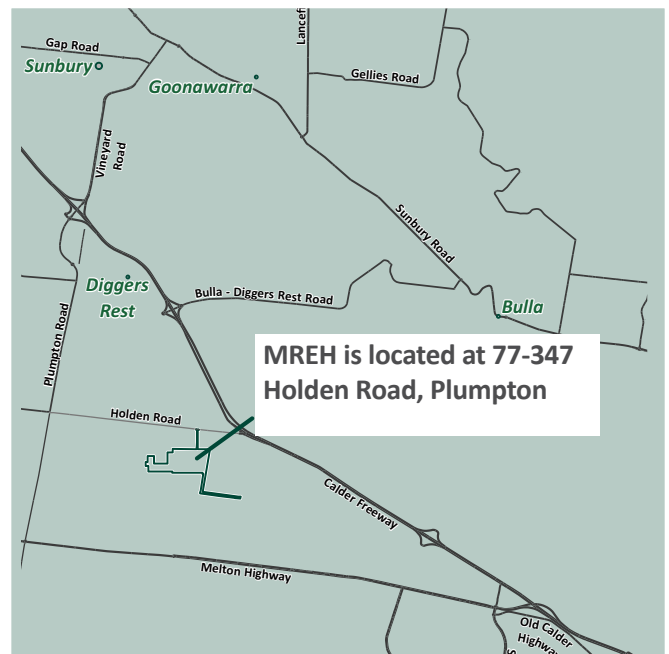 Gap Road
Sunbury
Goonawarra
Lancef
Gellies Road
Vineyard
Road
Sunbury Road
Diggers
Rest
Bulla - Diggers Rest Road
Bulla
Plumpton Road
MREH is located at 77-347
Holden Road, Plumpton
Holden Road
Calder Freeway
Melton Highway
Old Calder
Highway
S